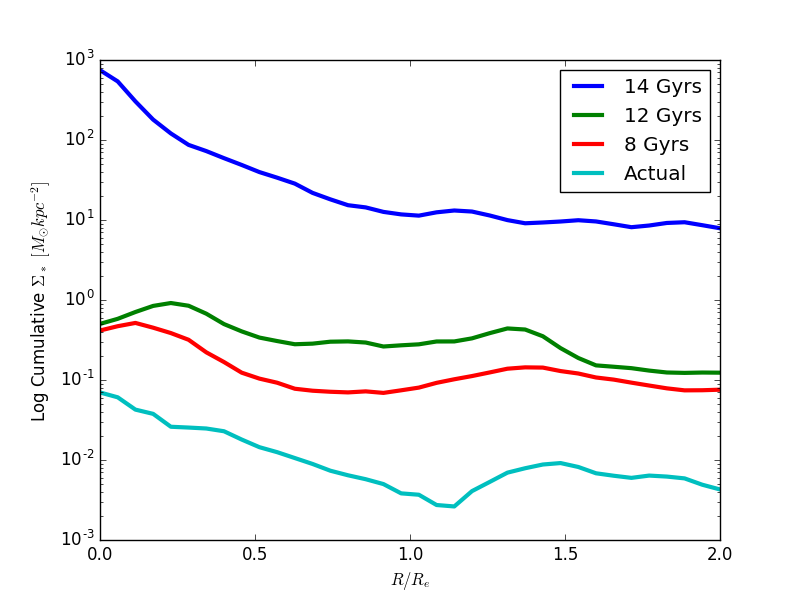 10³
10²
10¹
10⁰
10⁻¹
10⁻²
10⁻³
Log Cumulative Σ* [M⊙kpc⁻²]
14 Gyrs
12 Gyrs
8 Gyrs
Actual
0.0 0.5 1.0 1.5 2.0
R/Rₑ